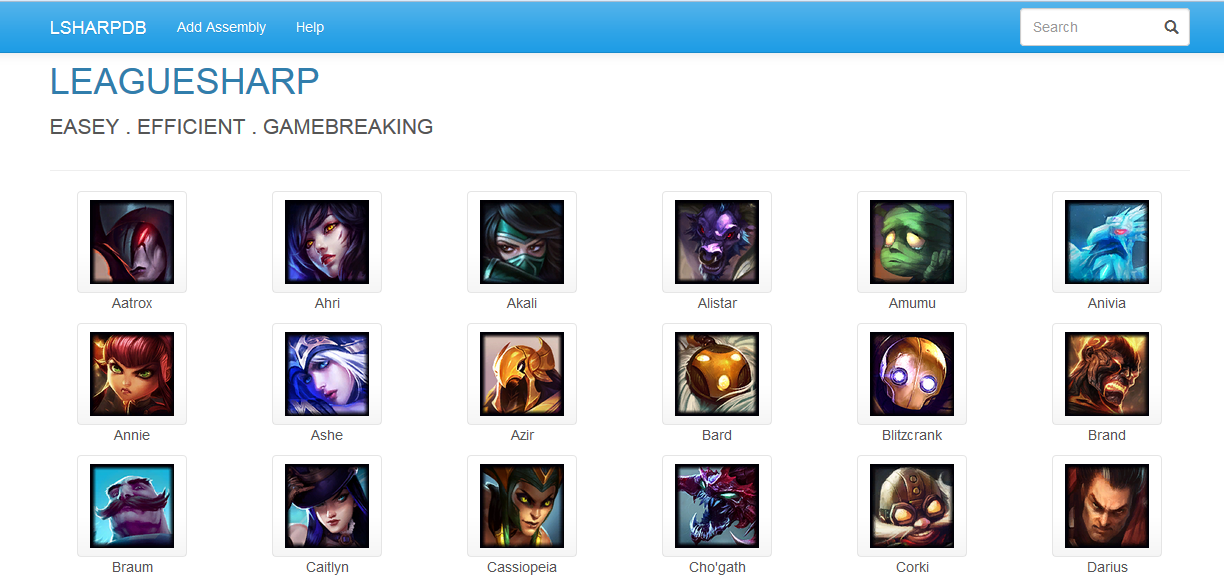 LSHARPDB Add Assembly Help Search
LEAGUESHARP
EASEY . EFFICIENT . GAMEBREAKING
Aatrox Ahri Akali Alistar Amumu Anivia
Annie Ashe Azir Bard Blitzcrank Brand
Braum Caitlyn Cassiopeia Cho'gath Corki Darius